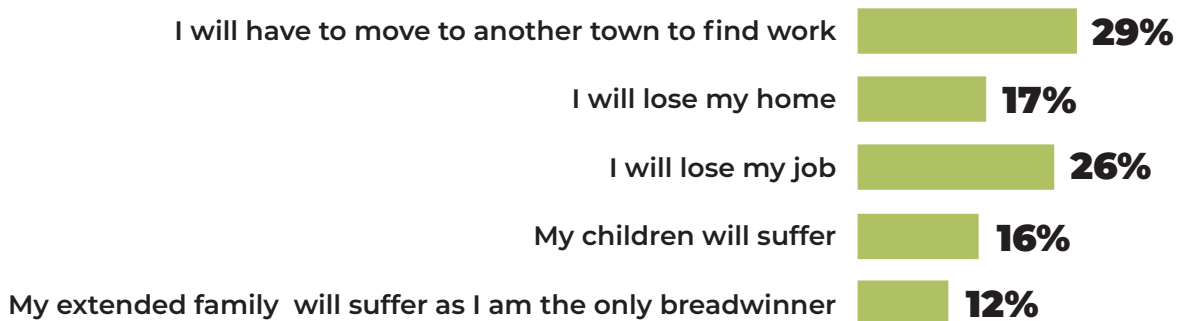 I will have to move to another town to find work 29%
I will lose my home 17%
I will lose my job 26%
My children will suffer 16%
My extended family  will suffer as I am the only breadwinner 12%